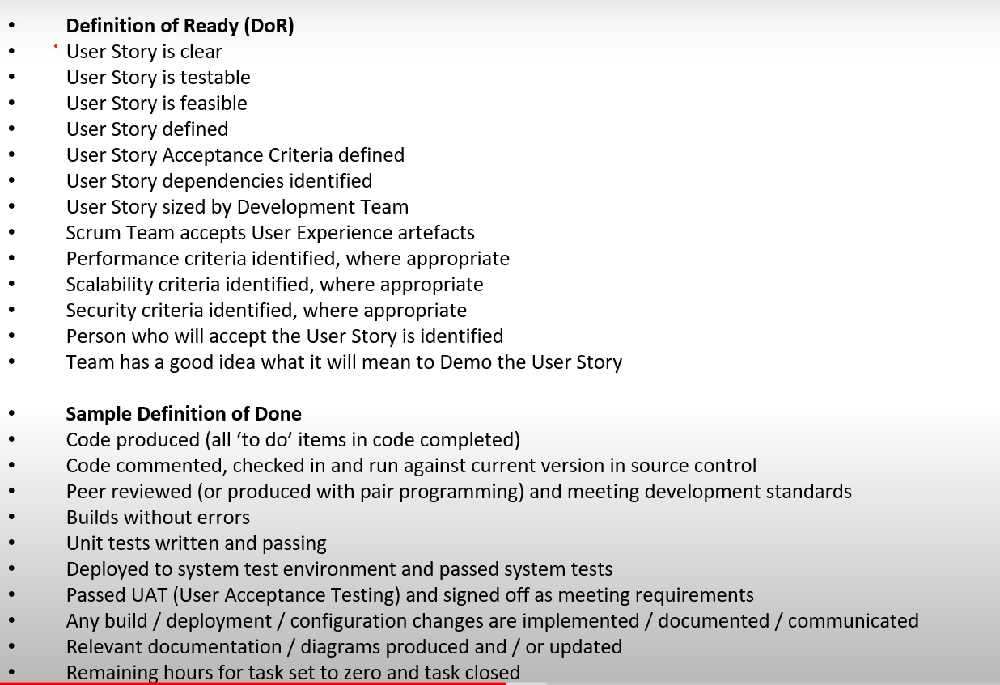 • Definition of Ready (DoR)
• User Story is clear
• User Story is testable
• User Story is feasible
• User Story defined
• User Story Acceptance Criteria defined
• User Story dependencies identified
• User Story sized by Development Team
• Scrum Team accepts User Experience artefacts
• Performance criteria identified, where appropriate
• Scalability criteria identified, where appropriate
• Security criteria identified, where appropriate
• Person who will accept the User Story is identified
• Team has a good idea what it will mean to Demo the User Story
• Sample Definition of Done
• Code produced (all ‘to do’ items in code completed)
• Code commented, checked in and run against current version in source control
• Peer reviewed (or produced with pair programming) and meeting development standards
• Builds without errors
• Unit tests written and passing
• Deployed to system test environment and passed system tests
• Passed UAT (User Acceptance Testing) and signed off as meeting requirements
• Any build / deployment / configuration changes are implemented / documented / communicated
• Relevant documentation / diagrams produced and / or updated
• Remaining hours for task set to zero and task closed